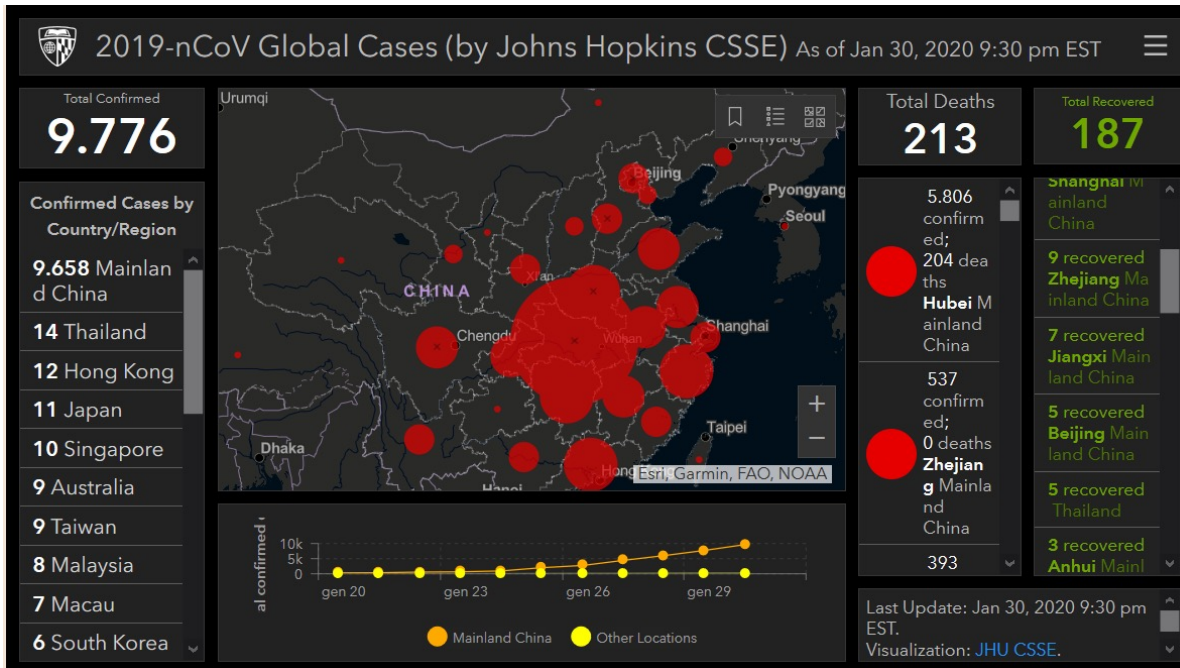 2019-nCoV Global Cases (by Johns Hopkins CSSE) As of Jan 30, 2020 9:30 pm EST
Total Confirmed
9.776
Confirmed Cases by
Country/Region
9.658 Mainlan
d China
14 Thailand
12 Hong Kong
11 Japan
10 Singapore
9 Australia
9 Taiwan
8 Malaysia
7 Macau
6 South Korea
Urumqi
Shenyang
Beijing
Pyongyang
Seoul
Xi'an
CHINA
Chengdu
Wuhan
Shanghai
Dhaka
Taipei
Hong
Hanoi
+
−
Esri, Garmin, FAO, NOAA
al confirmed
10k
5k
0
gen 20
gen 23
gen 26
gen 29
Mainland China
Other Locations
Total Deaths
213
5.806
confirm
ed;
204 dea
ths
Hubei M
ainland
China
537
confirm
ed;
0 deaths
Zhejian
g Mainla
nd
China
393
Total Recovered
187
Shanghai M
ainland
China
9 recovered
Zhejiang Ma
inland China
7 recovered
Jiangxi Main
land China
5 recovered
Beijing Main
land China
5 recovered
Thailand
3 recovered
Anhui Mainl
Last Update: Jan 30, 2020 9:30 pm
EST.
Visualization: JHU CSSE.